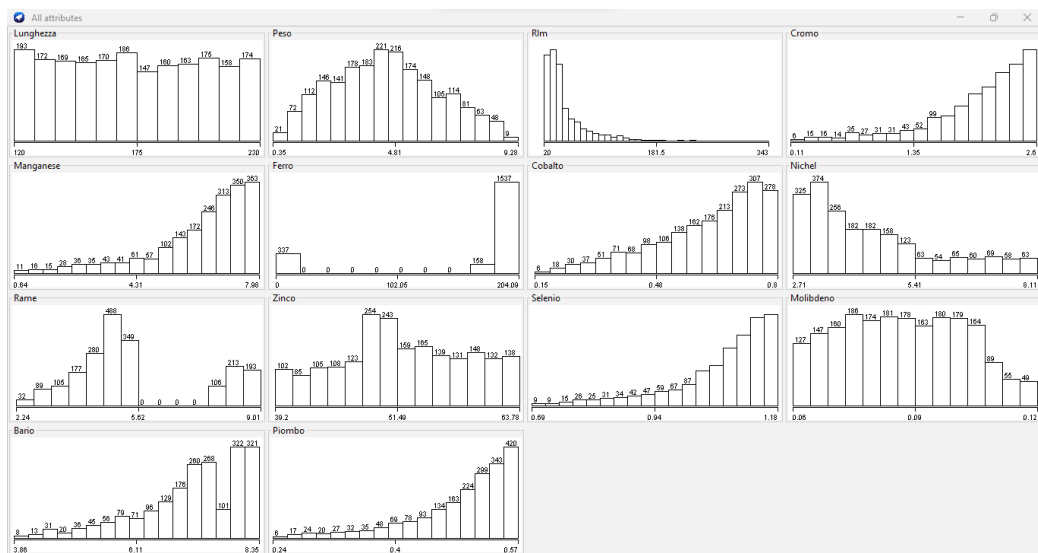 All attributes
Lunghezza
193 172 169 165 170 186 147 160 163 175 158 174
120 175 230
Peso
21 72 112 146 141 178 183 221 216 174 148 105 114 81 63 48 9
0.35 4.81 9.28
Rlm
20 181.5 343
Cromo
6 15 16 14 35 27 31 31 43 52 99
0.11 1.35 2.6
Manganese
11 16 15 28 36 35 43 41 61 57 102 143 172 246 313 350 363
0.64 4.31 7.98
Ferro
337 0 0 0 0 0 0 158 1537
0 102.05 204.09
Cobalto
6 18 30 37 51 71 68 98 106 138 162 176 213 273 307 278
0.15 0.48 0.8
Nichel
325 374 256 182 182 158 123 63 54 65 60 69 58 63
2.71 5.41 8.11
Rame
32 89 105 177 280 488 349 0 0 0 0 106 213 193
2.24 5.62 9.01
Zinco
102 85 105 108 123 254 243 159 165 139 131 148 132 138
39.2 51.49 63.78
Selenio
9 9 15 26 25 31 34 42 47 59 67 87
0.69 0.94 1.18
Molibdeno
127 147 160 186 174 181 178 163 180 179 164 89 55 49
0.06 0.09 0.12
Bario
8 13 31 20 36 45 56 79 71 96 129 176 260 268 101 322 321
3.86 6.11 8.35
Piombo
6 17 24 20 27 32 35 48 69 78 93 134 163 224 299 343 420
0.24 0.4 0.57